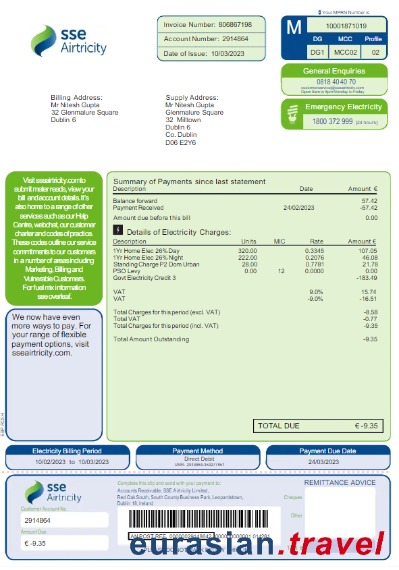 sse
Airtricity
Invoice Number: 806867198
Account Number: 2914664
Date of Issue: 10/03/2023
Your MPRN Number is
M
10001871019
DG MCC Profile
DG1 MCC02 02
General Enquiries
0818 4040 70
Emergency Electricity
1800 372 999 (24 hours)
Billing Address:
Mr Nitesh Gupta
32 Glenmalure Square
Dublin 6
Supply Address:
Mr Nitesh Gupta
Glenmalure Square
32 Milltown
Dublin 6
Co. Dublin
D06 E2Y6
Visit sseairtricity.com to
submit meter reads, view your
bill and account details. It's
also home to a range of other
services such as our Help
Centre, webchat, our customer
charter and codes of practice.
These codes outline our service
commitments to our customers
in a number of areas including
Marketing, Billing and
Vulnerable Customers.
For fuel mix information
see overleaf.
We now have even
more ways to pay. For
your range of flexible
payment options, visit
sseairtricity.com.
Summary of Payments since last statement
Description Date Amount €
Balance forward 57.42
Payment Received 24/02/2023 -57.42
Amount due before this bill 0.00
Details of Electricity Charges:
Description Units MIC Rate Amount €
1Yr Home Elec 26% Day 320.00 0.3345 107.05
1Yr Home Elec 26% Night 222.00 0.2076 46.08
Standing Charge P2 Dom Urban 28.00 0.7781 21.78
PSO Levy 0.00 12 0.0000 0.00
Govt Electricity Credit 3 -183.49
VAT 9.0% 15.74
VAT -9.0% -16.51
Total Charges for this period (excl. VAT) -8.58
Total VAT -0.77
Total Charges for this period (incl. VAT) -9.35
Total Amount Outstanding -9.35
TOTAL DUE € -9.35
Electricity Billing Period
10/02/2023 to 10/03/2023
Payment Method
Direct Debit
Payment Due Date
24/03/2023
sse
Airtricity
Customer Account No
2914864
Amount Due
€ -9.35
Complete this slip and send with your payment to:
Accounts Receivable, SSE Airtricity Limited,
Red Oak South, South County Business Park, Leopardstown,
Dublin 18, Ireland.
REMITTANCE ADVICE
Charges
Other
eurasian.travel